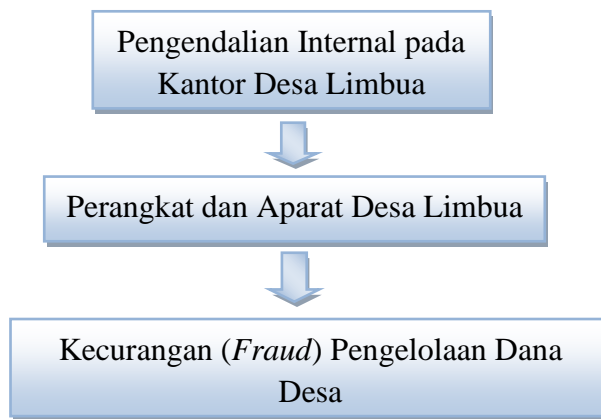 Pengendalian Internal pada
Kantor Desa Limbua
Perangkat dan Aparat Desa Limbua
Kecurangan (Fraud) Pengelolaan Dana
Desa